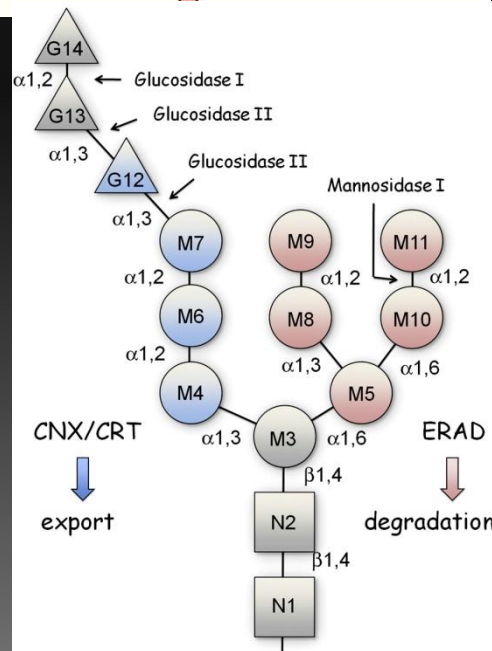 G14
α1,2
Glucosidase I
G13
Glucosidase II
α1,3
G12
Glucosidase II
α1,3
Mannosidase I
M7
M9
M11
α1,2
α1,2
α1,2
M6
M8
M10
α1,2
α1,3
α1,6
M4
M5
CNX/CRT
α1,3
M3
α1,6
ERAD
β1,4
export
N2
degradation
β1,4
N1